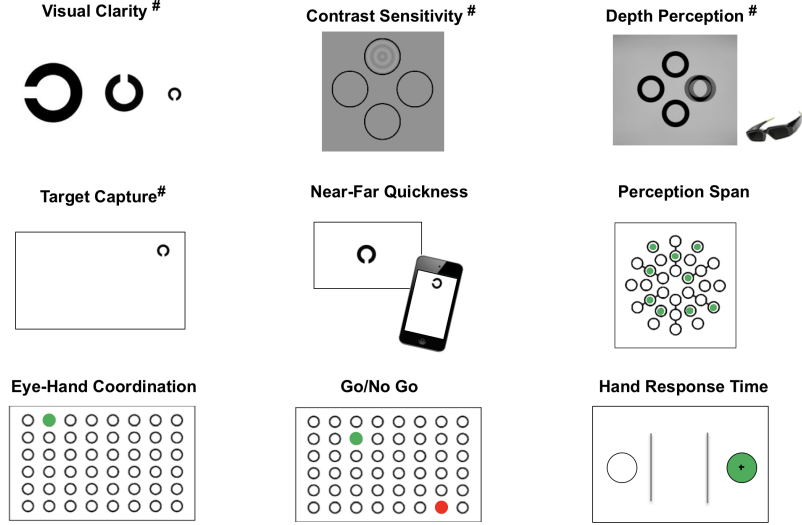 Visual Clarity #
Contrast Sensitivity #
Depth Perception #
Target Capture#
Near-Far Quickness
Perception Span
Eye-Hand Coordination
Go/No Go
Hand Response Time